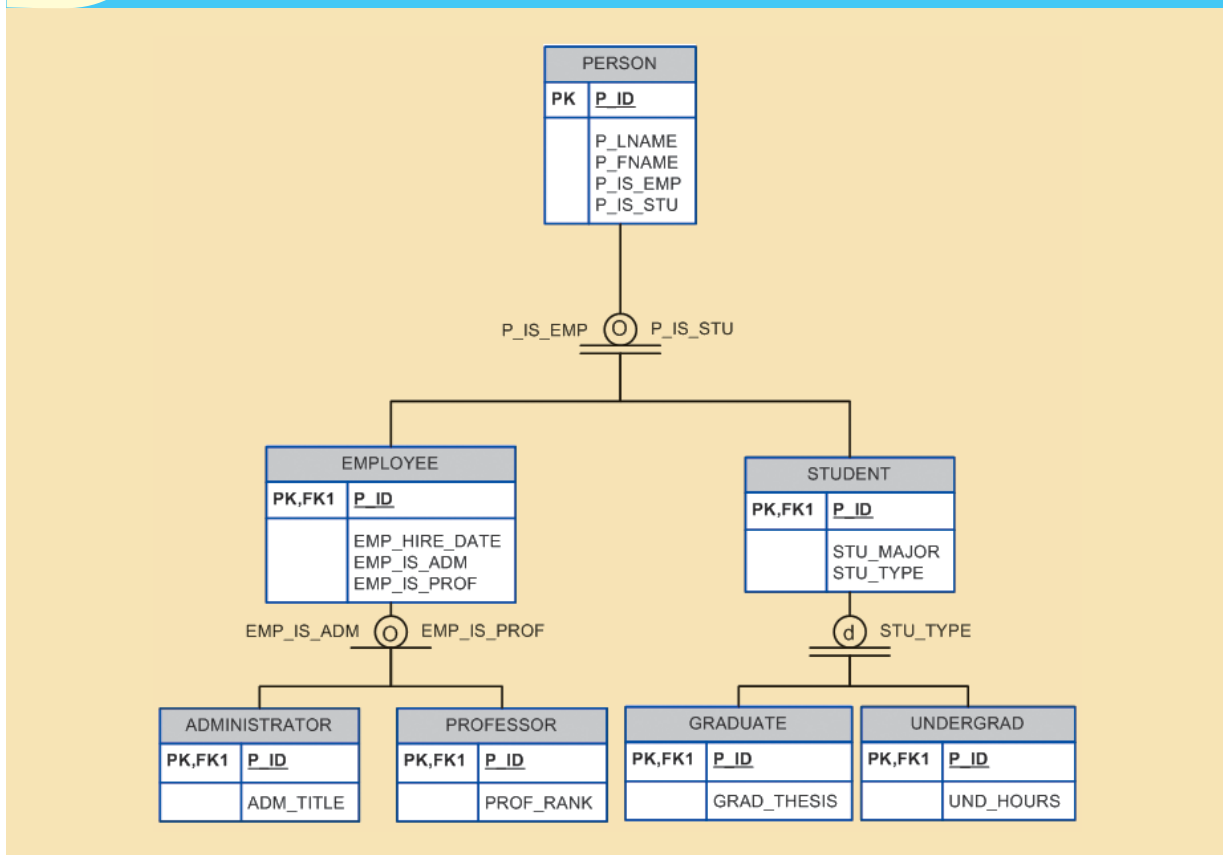 PERSON
PK P_ID
P_LNAME
P_FNAME
P_IS_EMP
P_IS_STU
P_IS_EMP O P_IS_STU
EMPLOYEE
PK,FK1 P_ID
EMP_HIRE_DATE
EMP_IS_ADM
EMP_IS_PROF
STUDENT
PK,FK1 P_ID
STU_MAJOR
STU_TYPE
EMP_IS_ADM O EMP_IS_PROF
d STU_TYPE
ADMINISTRATOR
PK,FK1 P_ID
ADM_TITLE
PROFESSOR
PK,FK1 P_ID
PROF_RANK
GRADUATE
PK,FK1 P_ID
GRAD_THESIS
UNDERGRAD
PK,FK1 P_ID
UND_HOURS